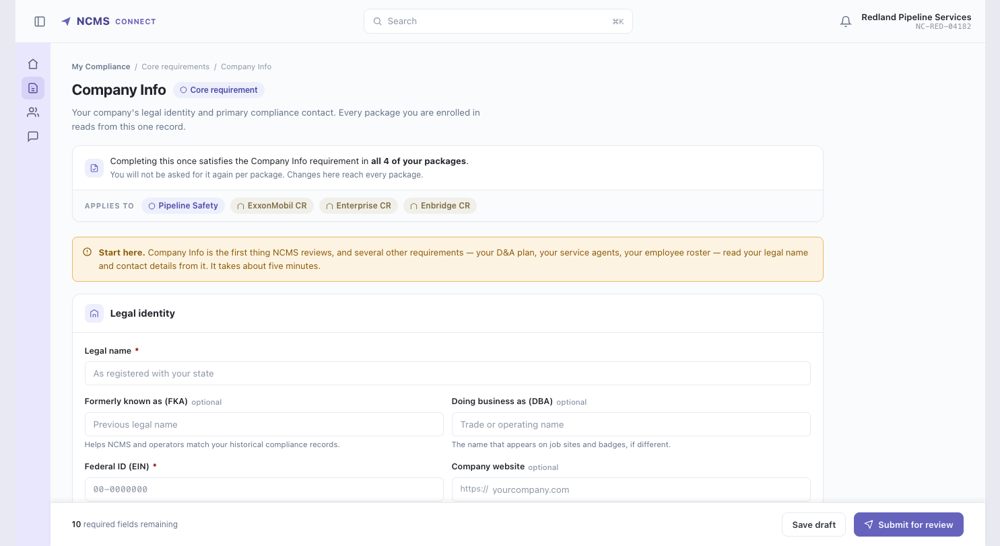 NCMS CONNECT
Search
⌘K
Redland Pipeline Services
NC-RED-04182
My Compliance / Core requirements / Company Info
Company Info
Core requirement
Your company's legal identity and primary compliance contact. Every package you are enrolled in
reads from this one record.
Completing this once satisfies the Company Info requirement in all 4 of your packages.
You will not be asked for it again per package. Changes here reach every package.
APPLIES TO
Pipeline Safety
ExxonMobil CR
Enterprise CR
Enbridge CR
Start here. Company Info is the first thing NCMS reviews, and several other requirements — your D&A plan, your service agents, your employee roster — read your legal name
and contact details from it. It takes about five minutes.
Legal identity
Legal name *
As registered with your state
Formerly known as (FKA) optional
Previous legal name
Helps NCMS and operators match your historical compliance records.
Doing business as (DBA) optional
Trade or operating name
The name that appears on job sites and badges, if different.
Federal ID (EIN) *
00-0000000
Company website optional
https:// yourcompany.com
10 required fields remaining
Save draft
Submit for review